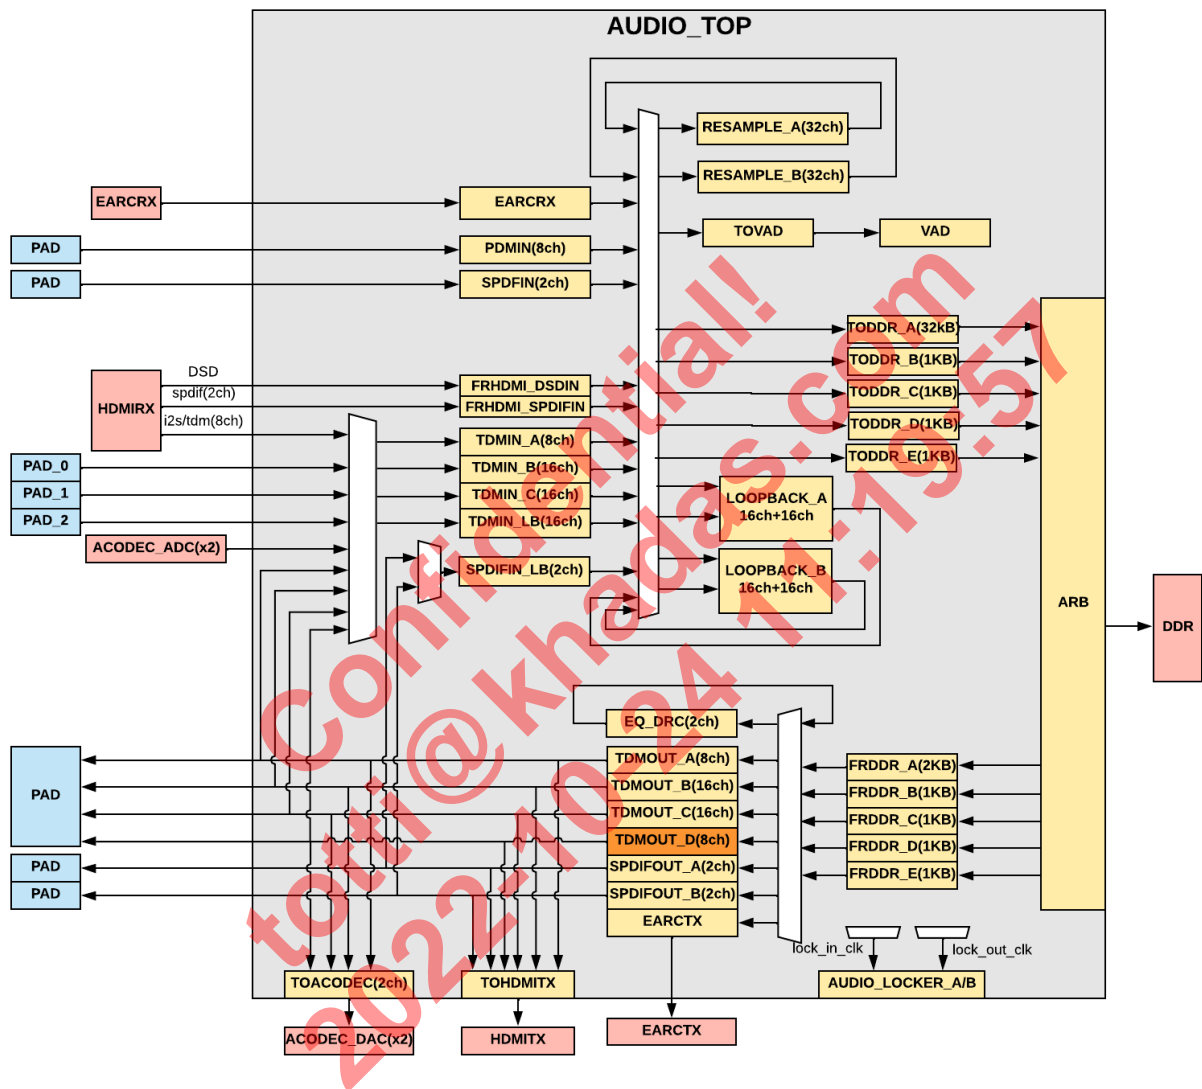 AUDIO_TOP
RESAMPLE_A(32ch)
RESAMPLE_B(32ch)
EARCRX
EARCRX
TOVAD
VAD
PAD
PDMIN(8ch)
PAD
SPDFIN(2ch)
TODDR_A(32kB)
TODDR_B(1KB)
TODDR_C(1KB)
TODDR_D(1KB)
TODDR_E(1KB)
HDMIRX
DSD
spdif(2ch)
i2s/tdm(8ch)
FRHDMI_DSDIN
FRHDMI_SPDIFIN
TDMIN_A(8ch)
TDMIN_B(16ch)
TDMIN_C(16ch)
TDMIN_LB(16ch)
PAD_0
PAD_1
PAD_2
ACODEC_ADC(x2)
SPDIFIN_LB(2ch)
LOOPBACK_A
16ch+16ch
LOOPBACK_B
16ch+16ch
ARB
DDR
EQ_DRC(2ch)
TDMOUT_A(8ch)
TDMOUT_B(16ch)
TDMOUT_C(16ch)
TDMOUT_D(8ch)
SPDIFOUT_A(2ch)
SPDIFOUT_B(2ch)
EARCTX
FRDDR_A(2KB)
FRDDR_B(1KB)
FRDDR_C(1KB)
FRDDR_D(1KB)
FRDDR_E(1KB)
PAD
PAD
PAD
lock_in_clk
lock_out_clk
TOACODEC(2ch)
TOHDMITX
AUDIO_LOCKER_A/B
ACODEC_DAC(x2)
HDMITX
EARCTX
Confidential!
totti @ khadas.com
2022-10-24 11:19:57